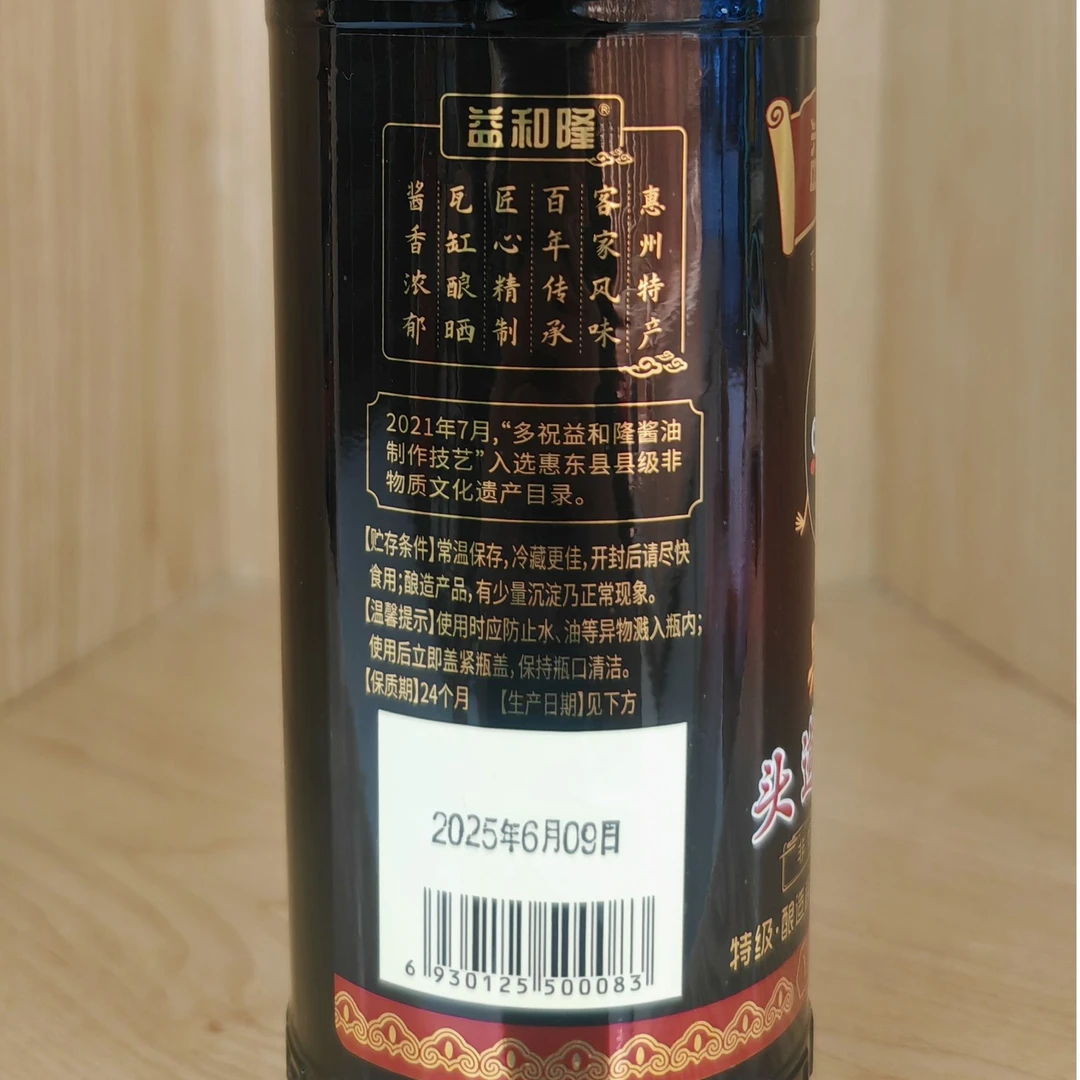 益和隆®
惠州特产
客家风味
百年传承
匠心精制
瓦缸酿晒
酱香浓郁
2021年7月,“多祝益和隆酱油
制作技艺”入选惠东县县级非
物质文化遗产目录。
【贮存条件】常温保存,冷藏更佳,开封后请尽快
食用;酿造产品,有少量沉淀乃正常现象。
【温馨提示】使用时应防止水、油等异物溅入瓶内;
使用后立即盖紧瓶盖,保持瓶口清洁。
【保质期】24个月 【生产日期】见下方
2025年6月09日
6 930125 500083
头
特级·酿造